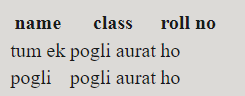 name class roll no
tum ek pogli aurat ho
pogli pogli aurat ho